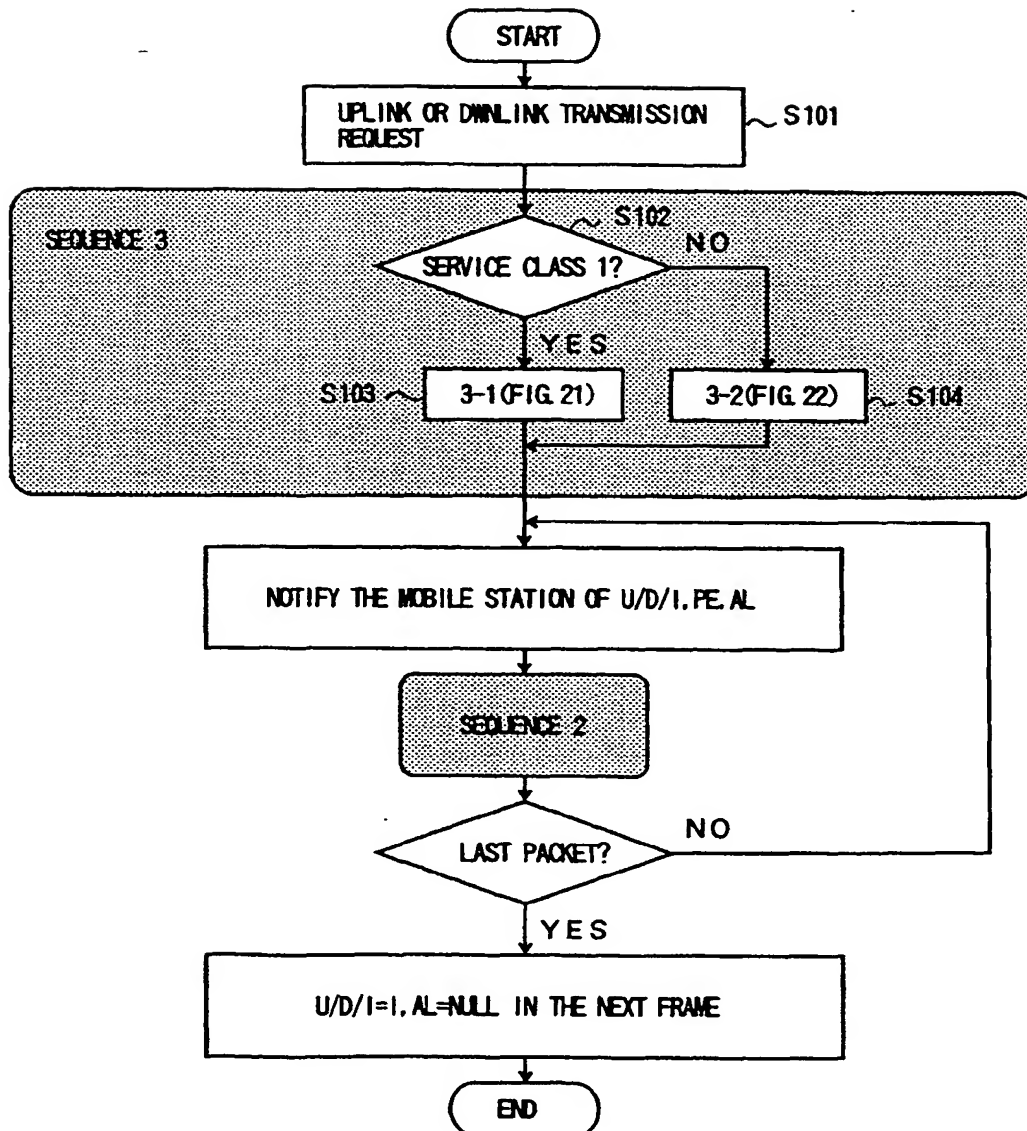 START
UPLINK OR DWNLINK TRANSMISSION
REQUEST
S101
SEQUENCE 3
S102
SERVICE CLASS 1?
NO
YES
S103
3-1(FIG. 21)
3-2(FIG. 22)
S104
NOTIFY THE MOBILE STATION OF U/D/I. PE. AL
SEQUENCE 2
LAST PACKET?
NO
YES
U/D/I=I. AL=NULL IN THE NEXT FRAME
END